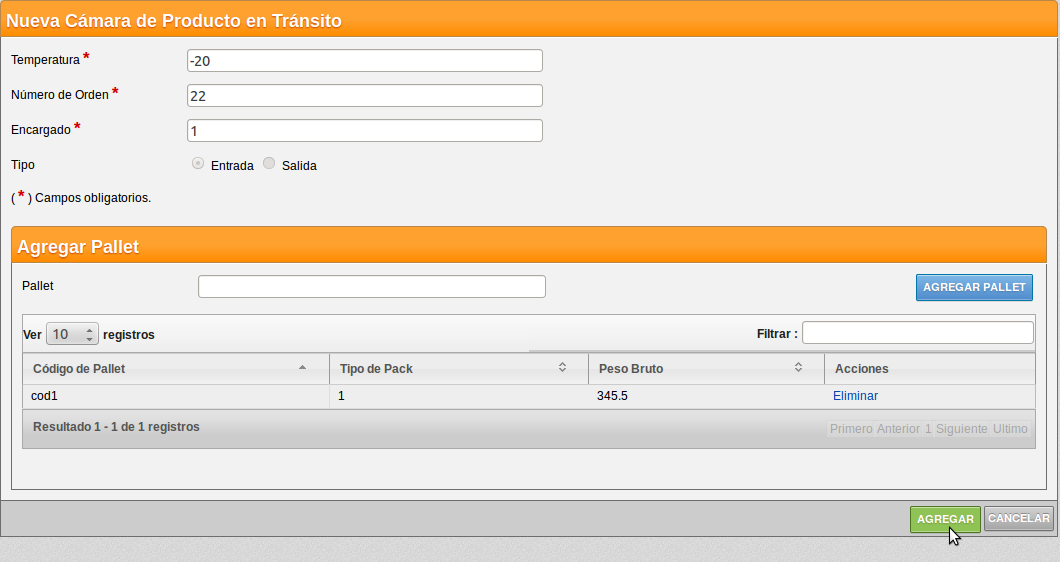 Nueva Cámara de Producto en Tránsito
Temperatura * -20
Número de Orden * 22
Encargado * 1
Tipo Entrada Salida
( * ) Campos obligatorios.
Agregar Pallet
Pallet AGREGAR PALLET
Ver 10 registros Filtrar :
Código de Pallet Tipo de Pack Peso Bruto Acciones
cod1 1 345.5 Eliminar
Resultado 1 - 1 de 1 registros Primero Anterior 1 Siguiente Ultimo
AGREGAR CANCELAR